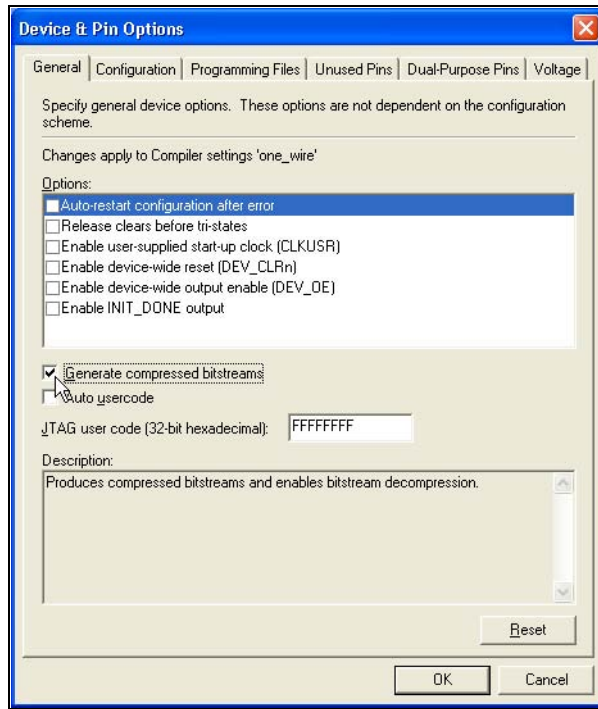 Device & Pin Options
General Configuration Programming Files Unused Pins Dual-Purpose Pins Voltage
Specify general device options. These options are not dependent on the configuration
scheme.
Changes apply to Compiler settings 'one_wire'
Options:
Auto-restart configuration after error
Release clears before tri-states
Enable user-supplied start-up clock (CLKUSR)
Enable device-wide reset (DEV_CLRn)
Enable device-wide output enable (DEV_OE)
Enable INIT_DONE output
Generate compressed bitstreams
Auto usercode
JTAG user code (32-bit hexadecimal): FFFFFFFF
Description:
Produces compressed bitstreams and enables bitstream decompression.
Reset
OK Cancel